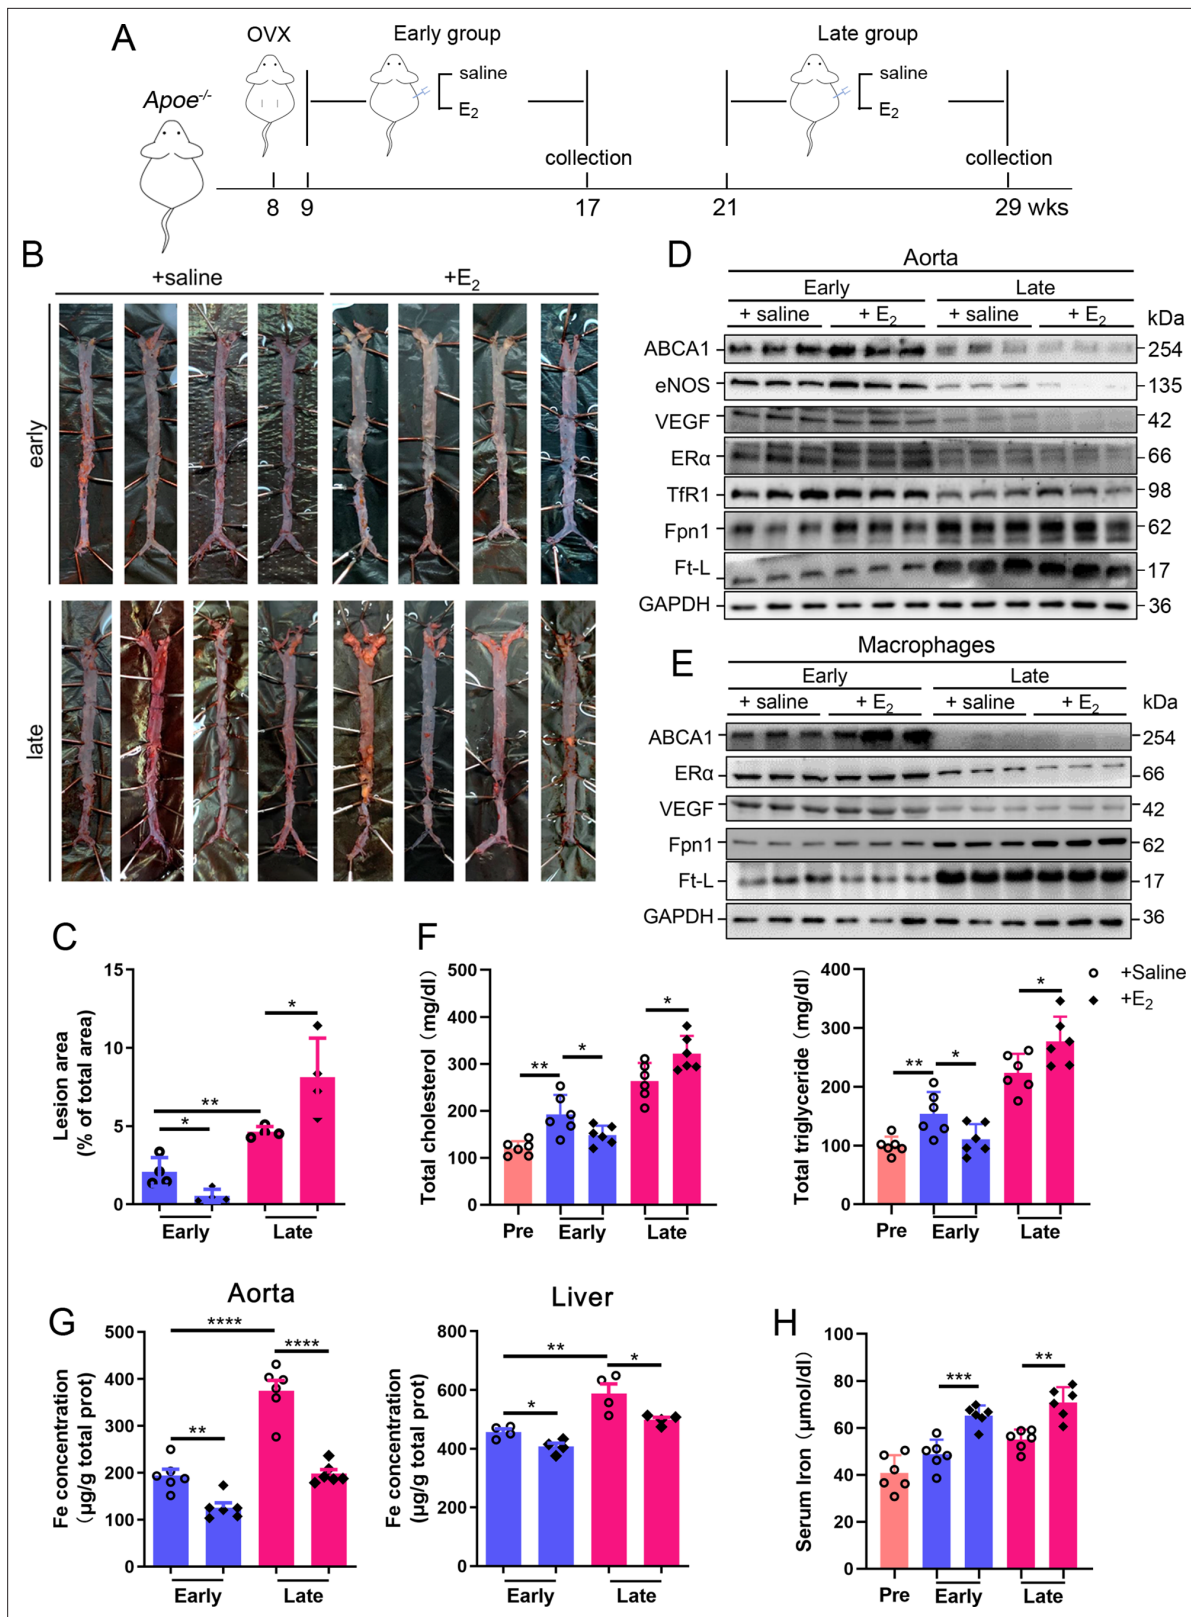 A
OVX
Early group
Late group
Apoe-/-
saline
E2
saline
E2
collection
collection
8
9
17
21
29 wks
B
+saline
+E2
early
late
D
Aorta
Early
Late
+ saline
+ E2
+ saline
+ E2
kDa
ABCA1
254
eNOS
135
VEGF
42
ERα
66
TfR1
98
Fpn1
62
Ft-L
17
GAPDH
36
E
Macrophages
Early
Late
+ saline
+ E2
+ saline
+ E2
kDa
ABCA1
254
ERα
66
VEGF
42
Fpn1
62
Ft-L
17
GAPDH
36
C
Lesion area
(% of total area)
15
10
5
0
**
*
*
Early
Late
F
Total cholesterol (mg/dl)
500
400
300
200
100
0
**
*
*
Pre
Early
Late
Total triglyceride (mg/dl)
400
300
200
100
0
**
*
*
Pre
Early
Late
+Saline
+E2
G
Aorta
Fe concentration
(μg/g total prot)
500
400
300
200
100
0
****
****
**
Early
Late
Liver
Fe concentration
(μg/g total prot)
800
600
400
200
0
**
*
*
Early
Late
H
Serum Iron (μmol/dl)
100
80
60
40
20
0
***
**
Pre
Early
Late